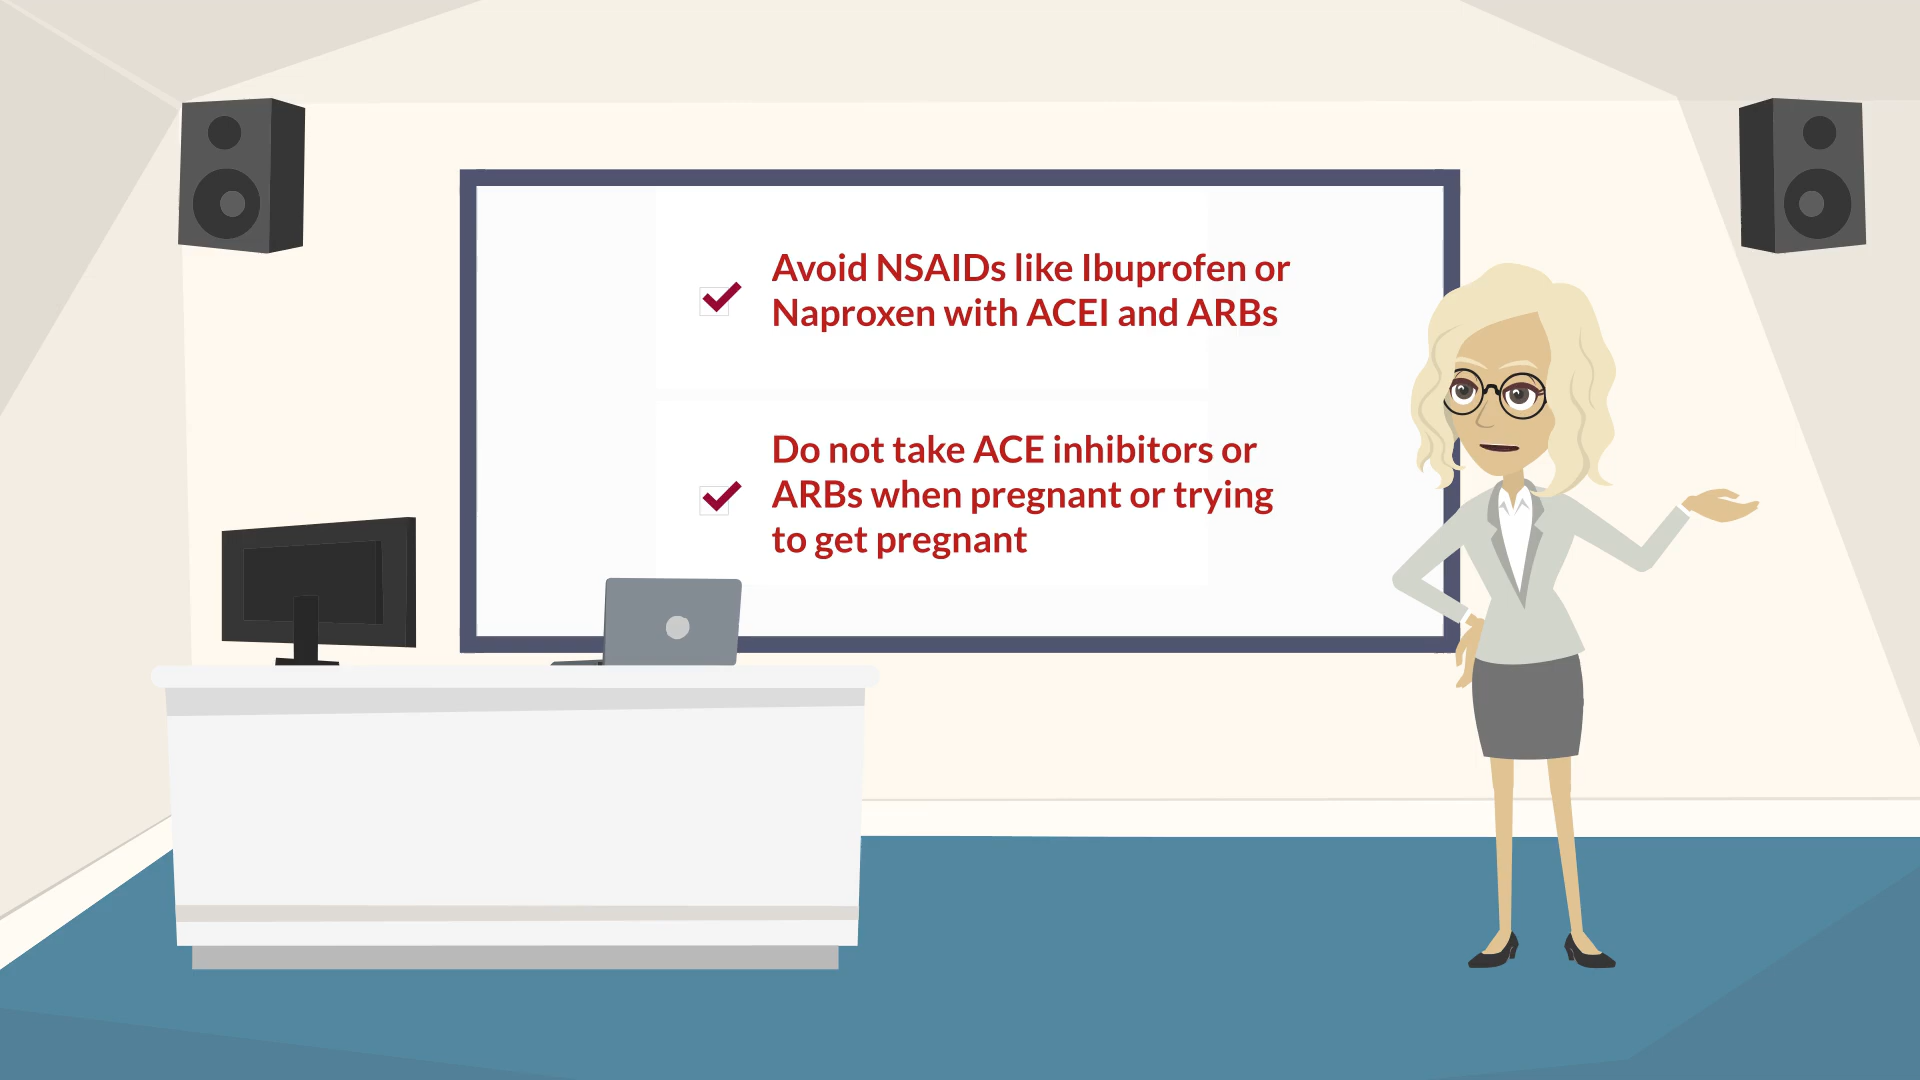 Avoid NSAIDs like Ibuprofen or
Naproxen with ACEI and ARBs
Do not take ACE inhibitors or
ARBs when pregnant or trying
to get pregnant